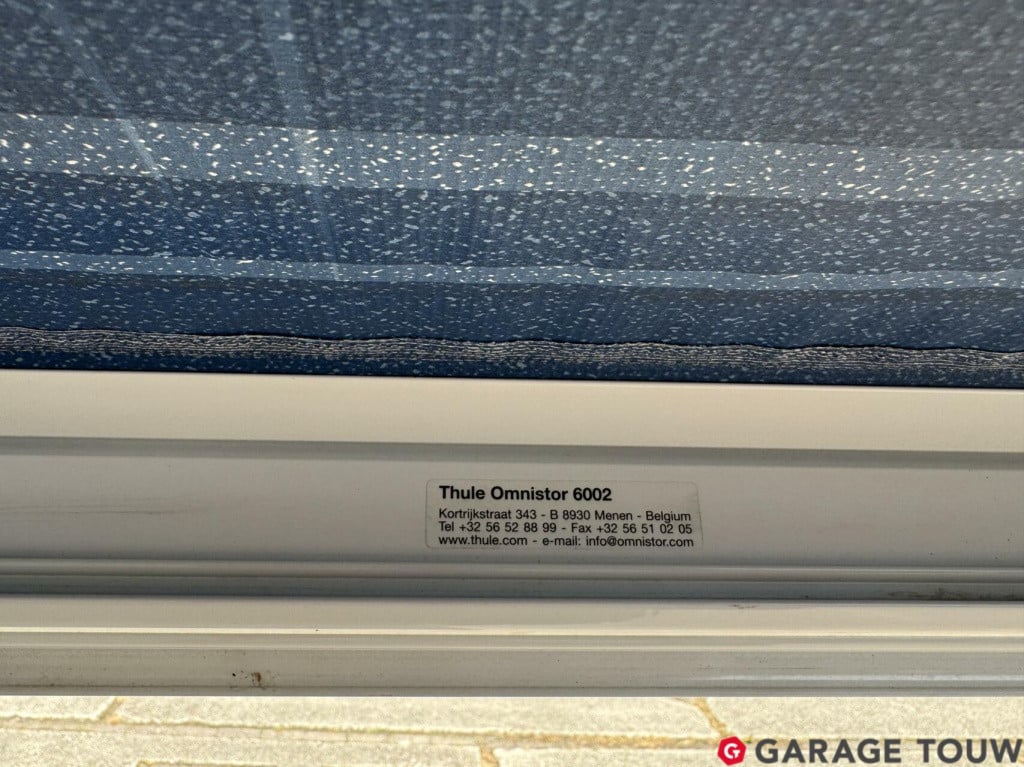 Thule Omnistor 6002
Kortrijkstraat 343 - B 8930 Menen - Belgium
Tel +32 56 52 88 99 - Fax +32 56 51 02 05
www.thule.com - e-mail: info@omnistor.com
GARAGE TOUW